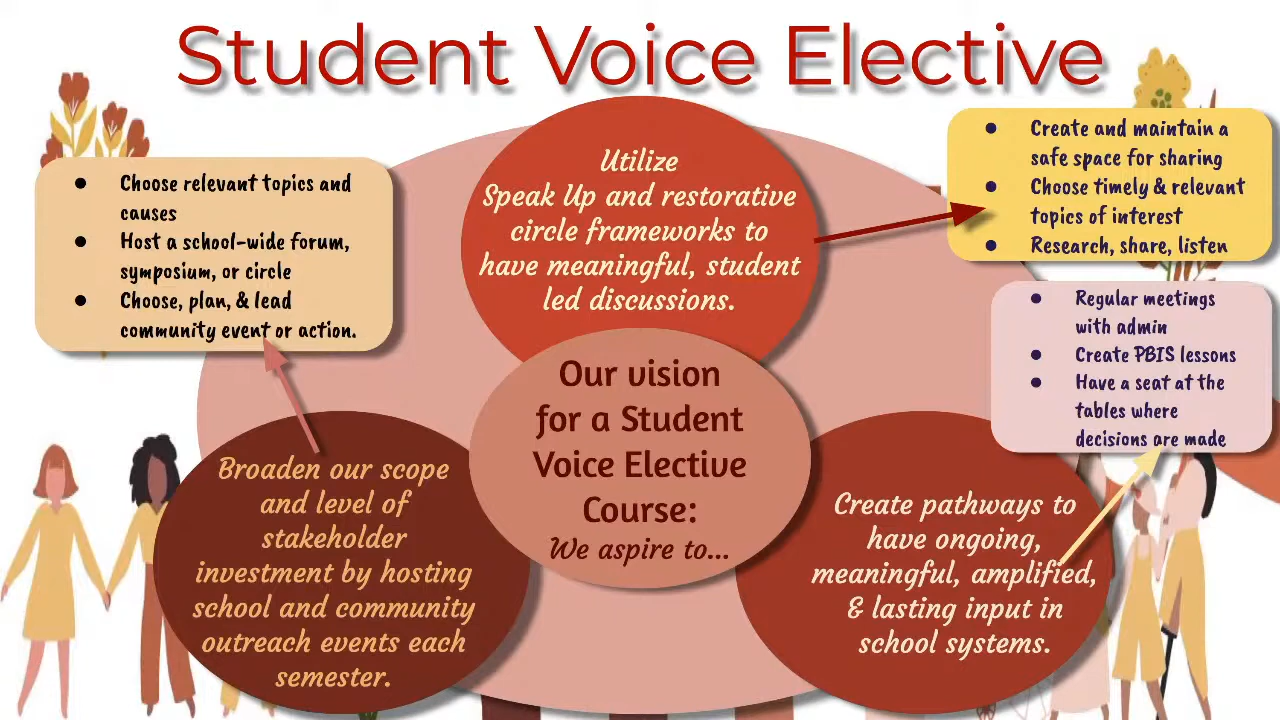 Student Voice Elective
Utilize
Speak Up and restorative
circle frameworks to
have meaningful, student
led discussions.
● Create and maintain a
safe space for sharing
● Choose timely & relevant
topics of interest
● Research, share, listen
● Choose relevant topics and
causes
● Host a school-wide forum,
symposium, or circle
● Choose, plan, & lead
community event or action.
● Regular meetings
with admin
● Create PBIS lessons
● Have a seat at the
tables where
decisions are made
Our vision
for a Student
Voice Elective
Course:
We aspire to...
Broaden our scope
and level of
stakeholder
investment by hosting
school and community
outreach events each
semester.
Create pathways to
have ongoing,
meaningful, amplified,
& lasting input in
school systems.